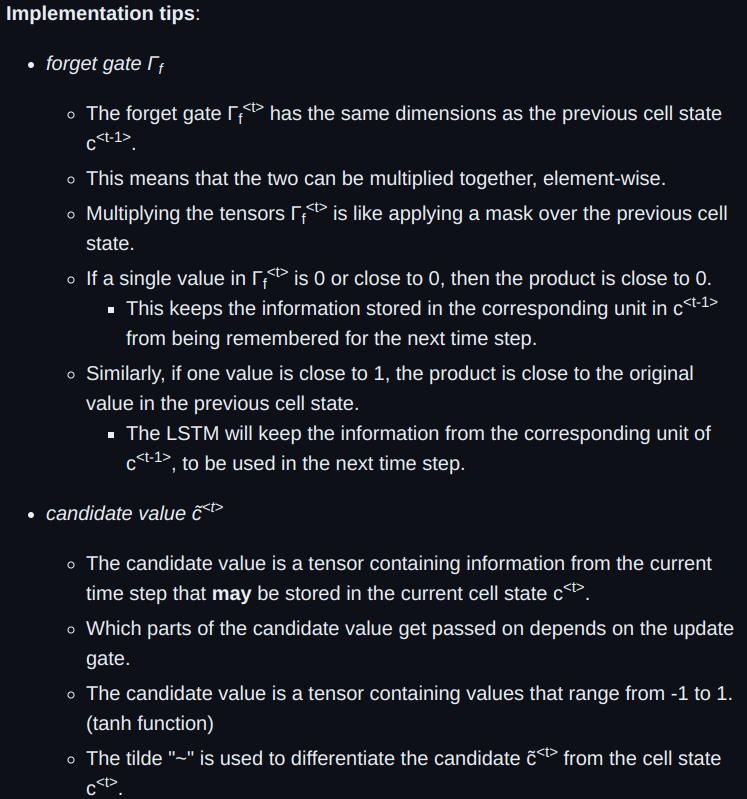 Implementation tips:
• forget gate Γf
◦ The forget gate Γf<t> has the same dimensions as the previous cell state
c<t-1>.
◦ This means that the two can be multiplied together, element-wise.
◦ Multiplying the tensors Γf<t> is like applying a mask over the previous cell
state.
◦ If a single value in Γf<t> is 0 or close to 0, then the product is close to 0.
▪ This keeps the information stored in the corresponding unit in c<t-1>
from being remembered for the next time step.
◦ Similarly, if one value is close to 1, the product is close to the original
value in the previous cell state.
▪ The LSTM will keep the information from the corresponding unit of
c<t-1>, to be used in the next time step.
• candidate value c̃<t>
◦ The candidate value is a tensor containing information from the current
time step that may be stored in the current cell state c<t>.
◦ Which parts of the candidate value get passed on depends on the update
gate.
◦ The candidate value is a tensor containing values that range from -1 to 1.
(tanh function)
◦ The tilde "~" is used to differentiate the candidate c̃<t> from the cell state
c<t>.